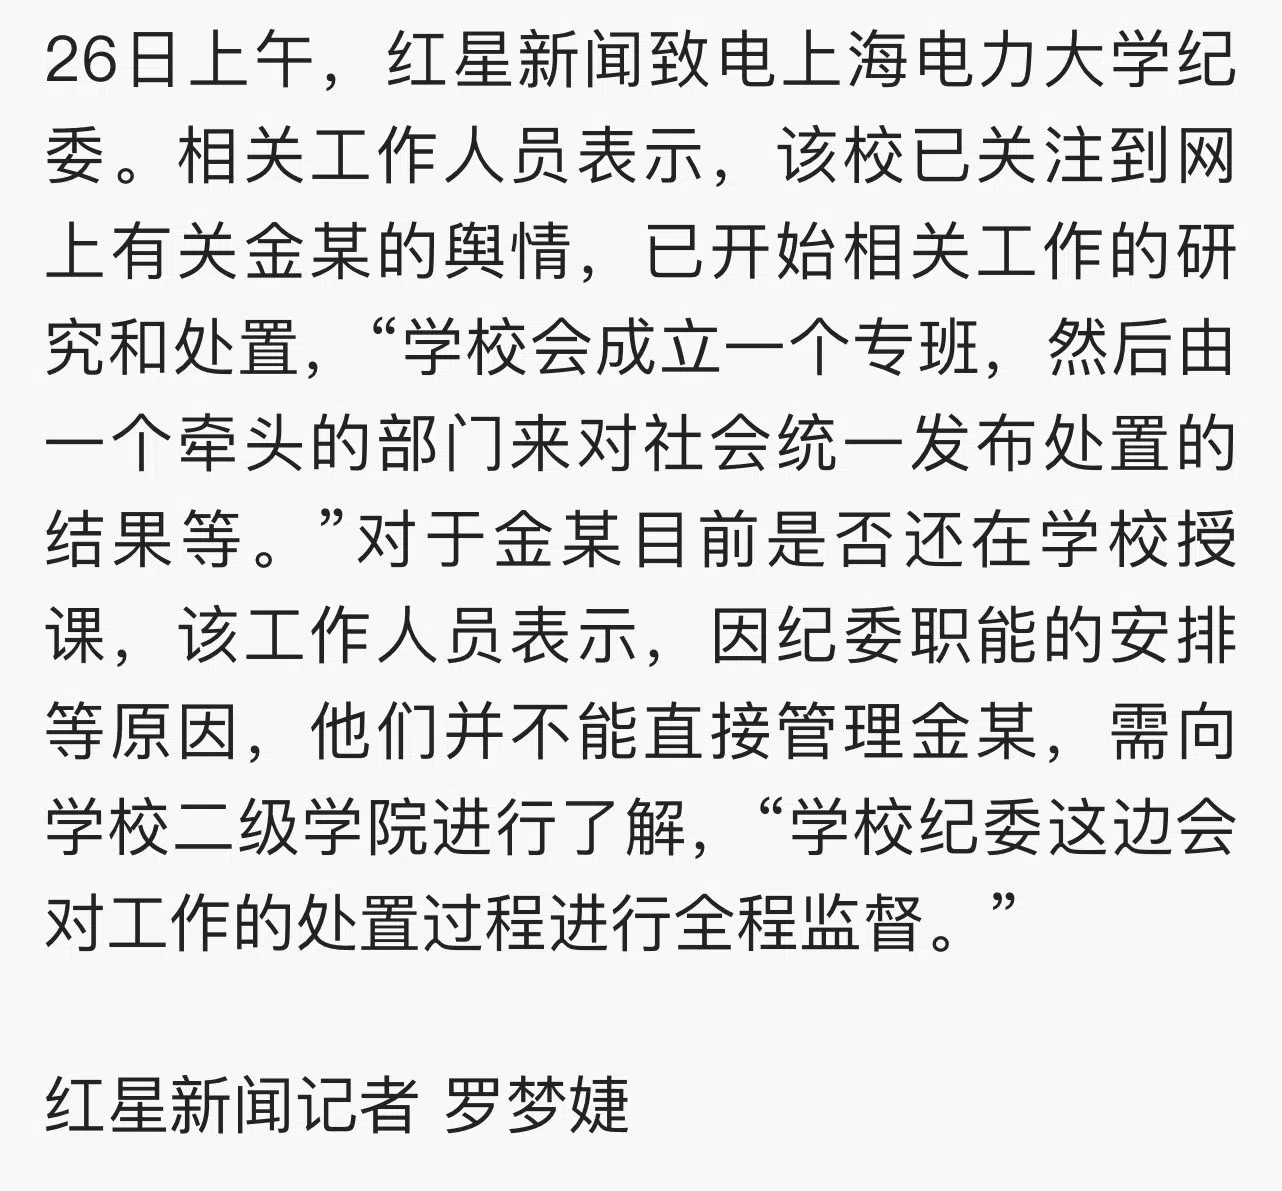 26日上午，红星新闻致电上海电力大学纪
委。相关工作人员表示，该校已关注到网
上有关金某的舆情，已开始相关工作的研
究和处置，“学校会成立一个专班，然后由
一个牵头的部门来对社会统一发布处置的
结果等。”对于金某目前是否还在学校授
课，该工作人员表示，因纪委职能的安排
等原因，他们并不能直接管理金某，需向
学校二级学院进行了解，“学校纪委这边会
对工作的处置过程进行全程监督。”
红星新闻记者 罗梦婕